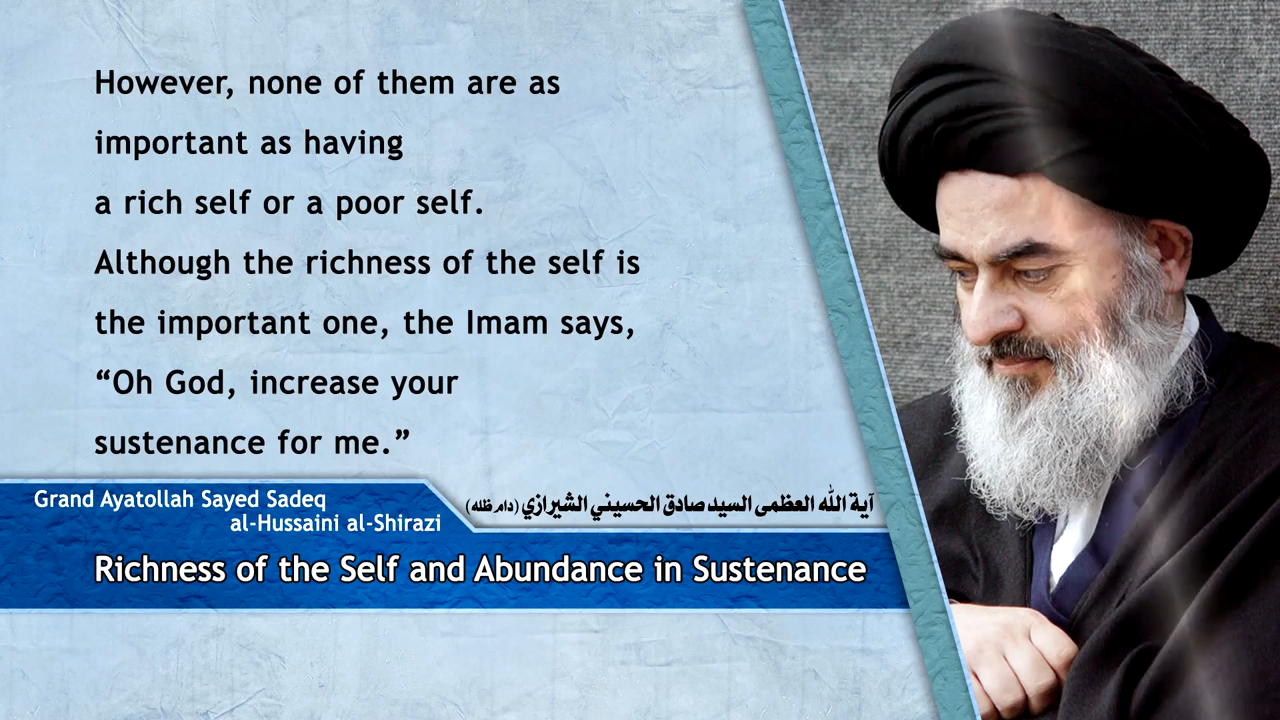 However, none of them are as
important as having
a rich self or a poor self.
Although the richness of the self is
the important one, the Imam says,
“Oh God, increase your
sustenance for me.”
Grand Ayatollah Sayed Sadeq
al-Hussaini al-Shirazi
آية الله العظمى السيد صادق الحسيني الشيرازي (دام ظله)
Richness of the Self and Abundance in Sustenance